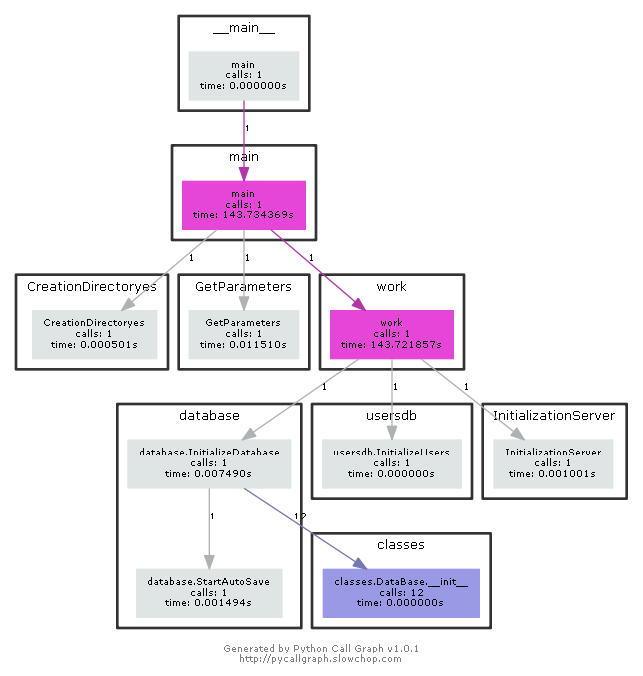 __main__
main
calls: 1
time: 0.000000s
1
main
main
calls: 1
time: 143.734369s
1
1
1
CreationDirectoryes
CreationDirectoryes
calls: 1
time: 0.000501s
GetParameters
GetParameters
calls: 1
time: 0.011510s
work
work
calls: 1
time: 143.721857s
1
1
1
database
database.InitializeDatabase
calls: 1
time: 0.007490s
usersdb
usersdb.InitializeUsers
calls: 1
time: 0.000000s
InitializationServer
InitializationServer
calls: 1
time: 0.001001s
1
12
database.StartAutoSave
calls: 1
time: 0.001494s
classes
classes.DataBase.__init__
calls: 12
time: 0.000000s
Generated by Python Call Graph v1.0.1
http://pycallgraph.slowchop.com